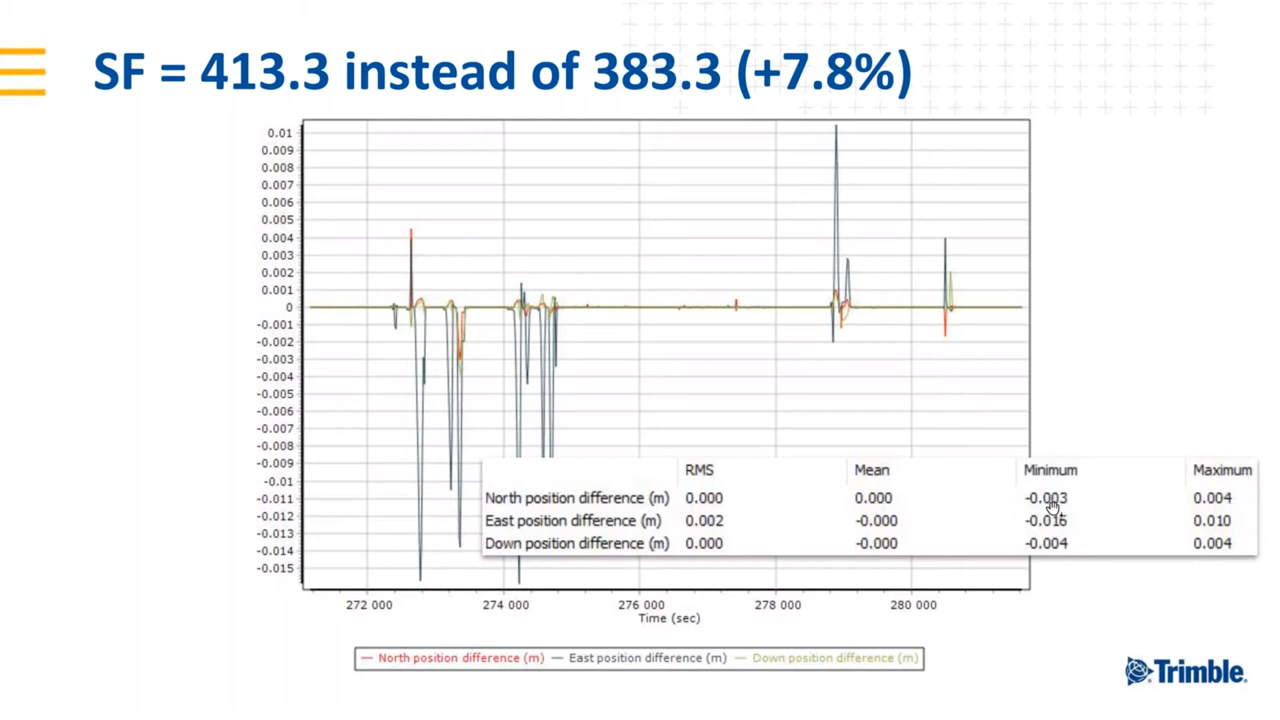 SF = 413.3 instead of 383.3 (+7.8%)
0.01
0.009
0.008
0.007
0.006
0.005
0.004
0.003
0.002
0.001
0
-0.001
-0.002
-0.003
-0.004
-0.005
-0.006
-0.007
-0.008
-0.009
-0.01
-0.011
-0.012
-0.013
-0.014
-0.015
RMS Mean Minimum Maximum
North position difference (m) 0.000 0.000 -0.003 0.004
East position difference (m) 0.002 -0.000 -0.016 0.010
Down position difference (m) 0.000 -0.000 -0.004 0.004
272 000 274 000 276 000 278 000 280 000
Time (sec)
North position difference (m) East position difference (m) Down position difference (m)
Trimble.